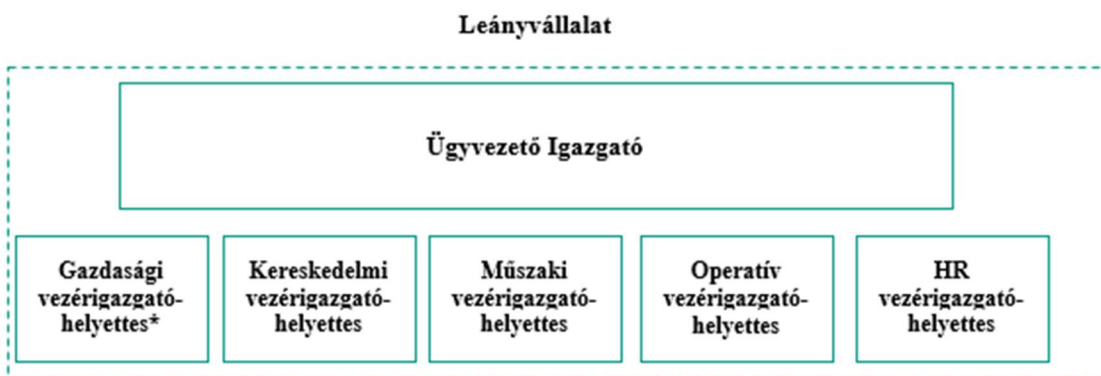 Leányvállalat
Ügyvezető Igazgató
Gazdasági
vezérigazgató-
helyettes*
Kereskedelmi
vezérigazgató-
helyettes
Műszaki
vezérigazgató-
helyettes
Operatív
vezérigazgató-
helyettes
HR
vezérigazgató-
helyettes